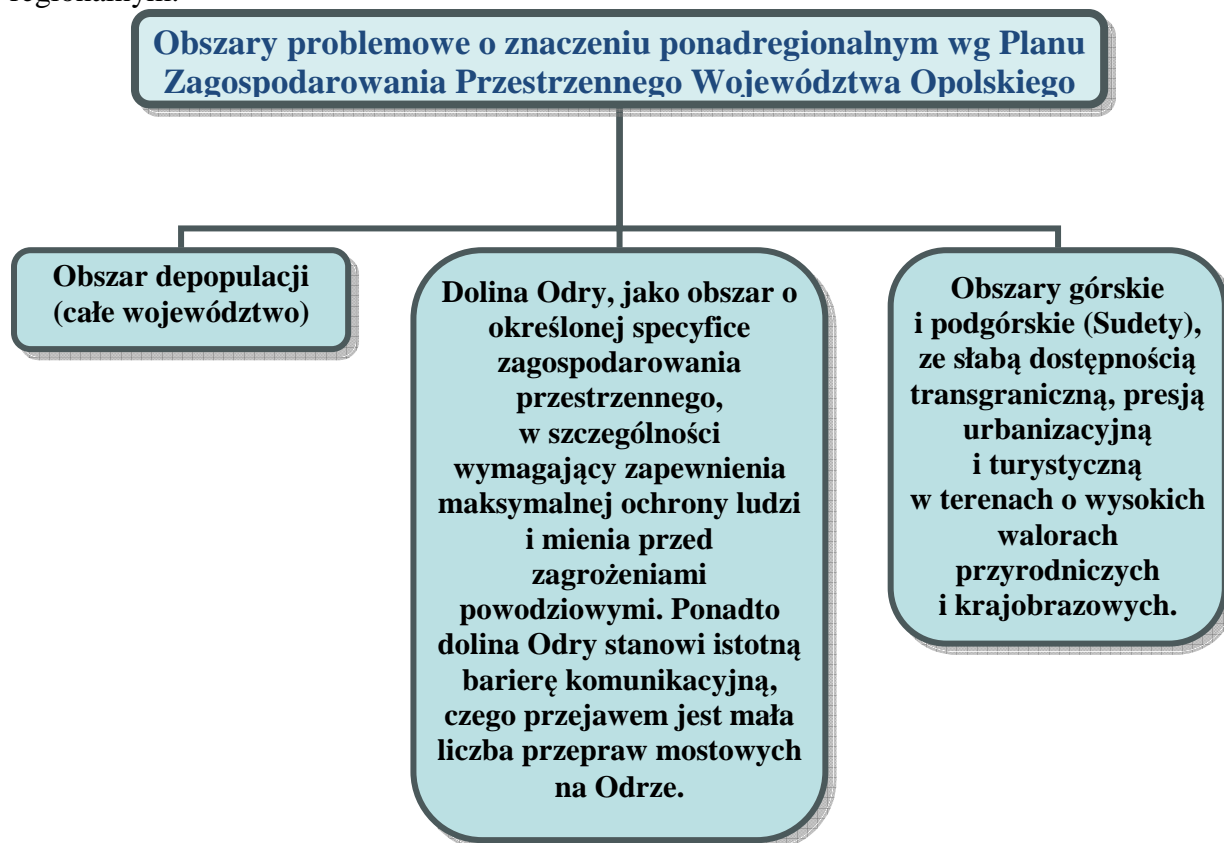 regionalnym.
Obszary problemowe o znaczeniu ponadregionalnym wg Planu
Zagospodarowania Przestrzennego Województwa Opolskiego
Obszar depopulacji
(całe województwo)
Dolina Odry, jako obszar o
określonej specyfice
zagospodarowania
przestrzennego,
w szczególności
wymagający zapewnienia
maksymalnej ochrony ludzi
i mienia przed
zagrożeniami
powodziowymi. Ponadto
dolina Odry stanowi istotną
barierę komunikacyjną,
czego przejawem jest mała
liczba przepraw mostowych
na Odrze.
Obszary górskie
i podgórskie (Sudety),
ze słabą dostępnością
transgraniczną, presją
urbanizacyjną
i turystyczną
w terenach o wysokich
walorach
przyrodniczych
i krajobrazowych.